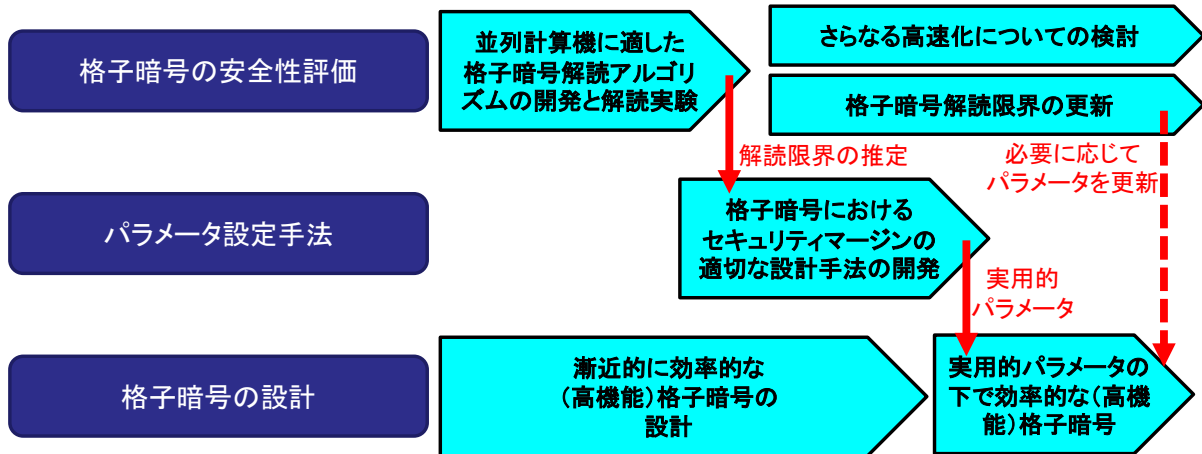 格子暗号の安全性評価
並列計算機に適した
格子暗号解読アルゴリ
ズムの開発と解読実験
さらなる高速化についての検討
格子暗号解読限界の更新
解読限界の推定
必要に応じて
パラメータを更新
パラメータ設定手法
格子暗号における
セキュリティマージンの
適切な設計手法の開発
実用的
パラメータ
格子暗号の設計
漸近的に効率的な
(高機能)格子暗号の
設計
実用的パラメータの
下で効率的な(高機
能)格子暗号